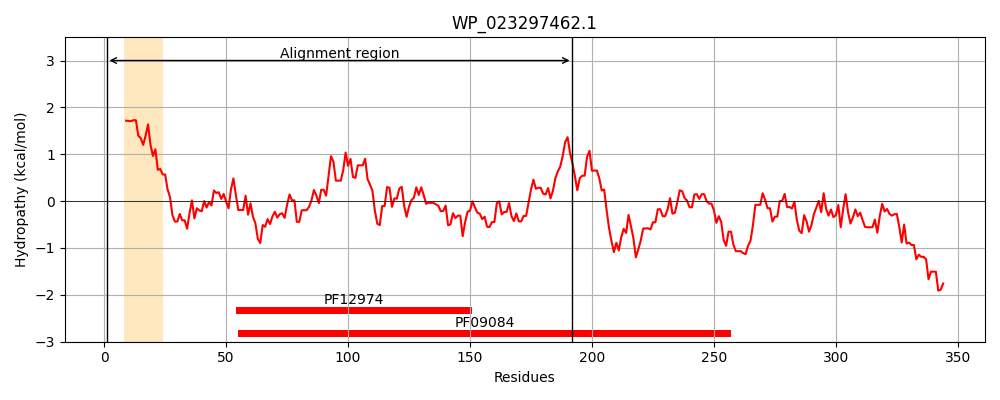 WP_023297462.1
Alignment region
Hydropathy (kcal/mol)
3
2
1
0
−1
−2
−3
PF12974
PF09084
0 50 100 150 200 250 300 350
Residues